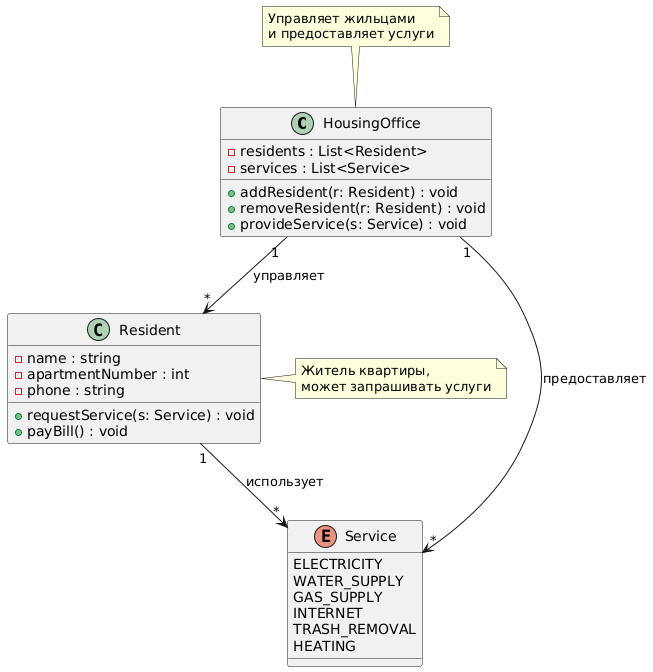 Управляет жильцами
и предоставляет услуги
C HousingOffice
residents : List<Resident>
services : List<Service>
addResident(r: Resident) : void
removeResident(r: Resident) : void
provideService(s: Service) : void
1
1
управляет
*
C Resident
name : string
apartmentNumber : int
phone : string
requestService(s: Service) : void
payBill() : void
Житель квартиры,
может запрашивать услуги
предоставляет
1
использует
*
*
E Service
ELECTRICITY
WATER_SUPPLY
GAS_SUPPLY
INTERNET
TRASH_REMOVAL
HEATING